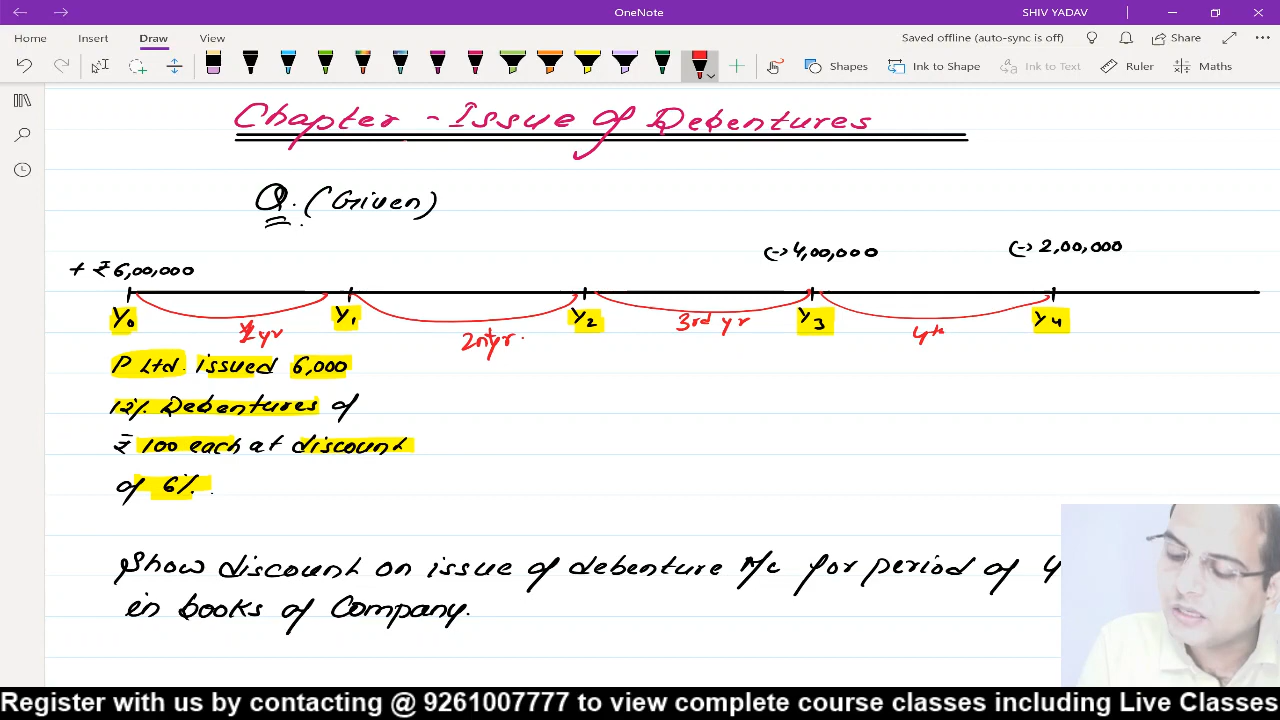 OneNote
SHIV YADAV
Home Insert Draw View
Saved offline (auto-sync is off)
Share
Shapes Ink to Shape Ink to Text Ruler Maths
Chapter - Issue of Debentures
Q. (Given)
+ ₹ 6,00,000 (-) 4,00,000 (-) 2,00,000
Y0 Y1 Y2 Y3 Y4
yr 3rd yr
P Ltd. issued 6,000
12% Debentures of
₹ 100 each at discount
of 6%.
Show discount on issue of debenture A/c for period of 4
in books of Company.
Register with us by contacting @ 9261007777 to view complete course classes including Live Classes